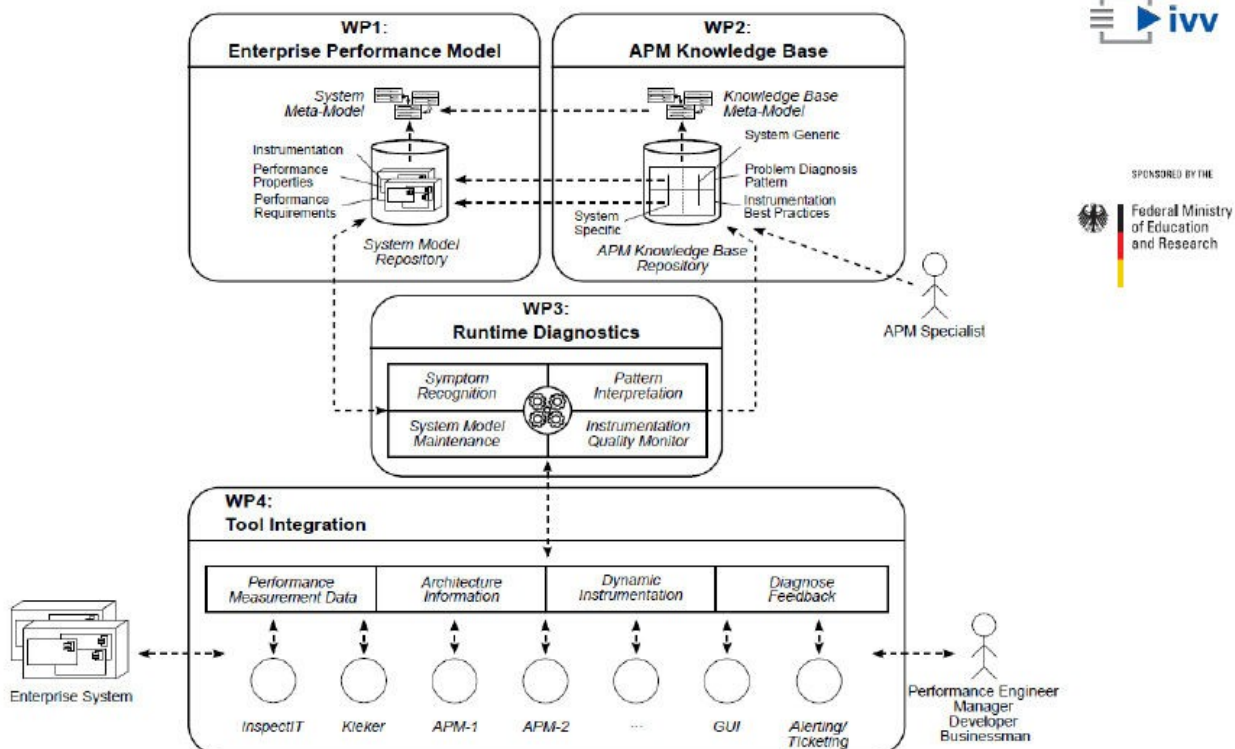 WP1:
Enterprise Performance Model
System
Meta-Model
Instrumentation
Performance
Properties
Performance
Requirements
System Model
Repository
WP2:
APM Knowledge Base
Knowledge Base
Meta-Model
System Generic
Problem Diagnosis
Pattern
Instrumentation
Best Practices
System
Specific
APM Knowledge Base
Repository
ivv
SPONSORED BY THE
Federal Ministry
of Education
and Research
APM Specialist
WP3:
Runtime Diagnostics
Symptom
Recognition
Pattern
Interpretation
System Model
Maintenance
Instrumentation
Quality Monitor
WP4:
Tool Integration
Performance
Measurement Data
Architecture
Information
Dynamic
Instrumentation
Diagnose
Feedback
Enterprise System
InspectIT
Kieker
APM-1
APM-2
...
GUI
Alerting/
Ticketing
Performance Engineer
Manager
Developer
Businessman